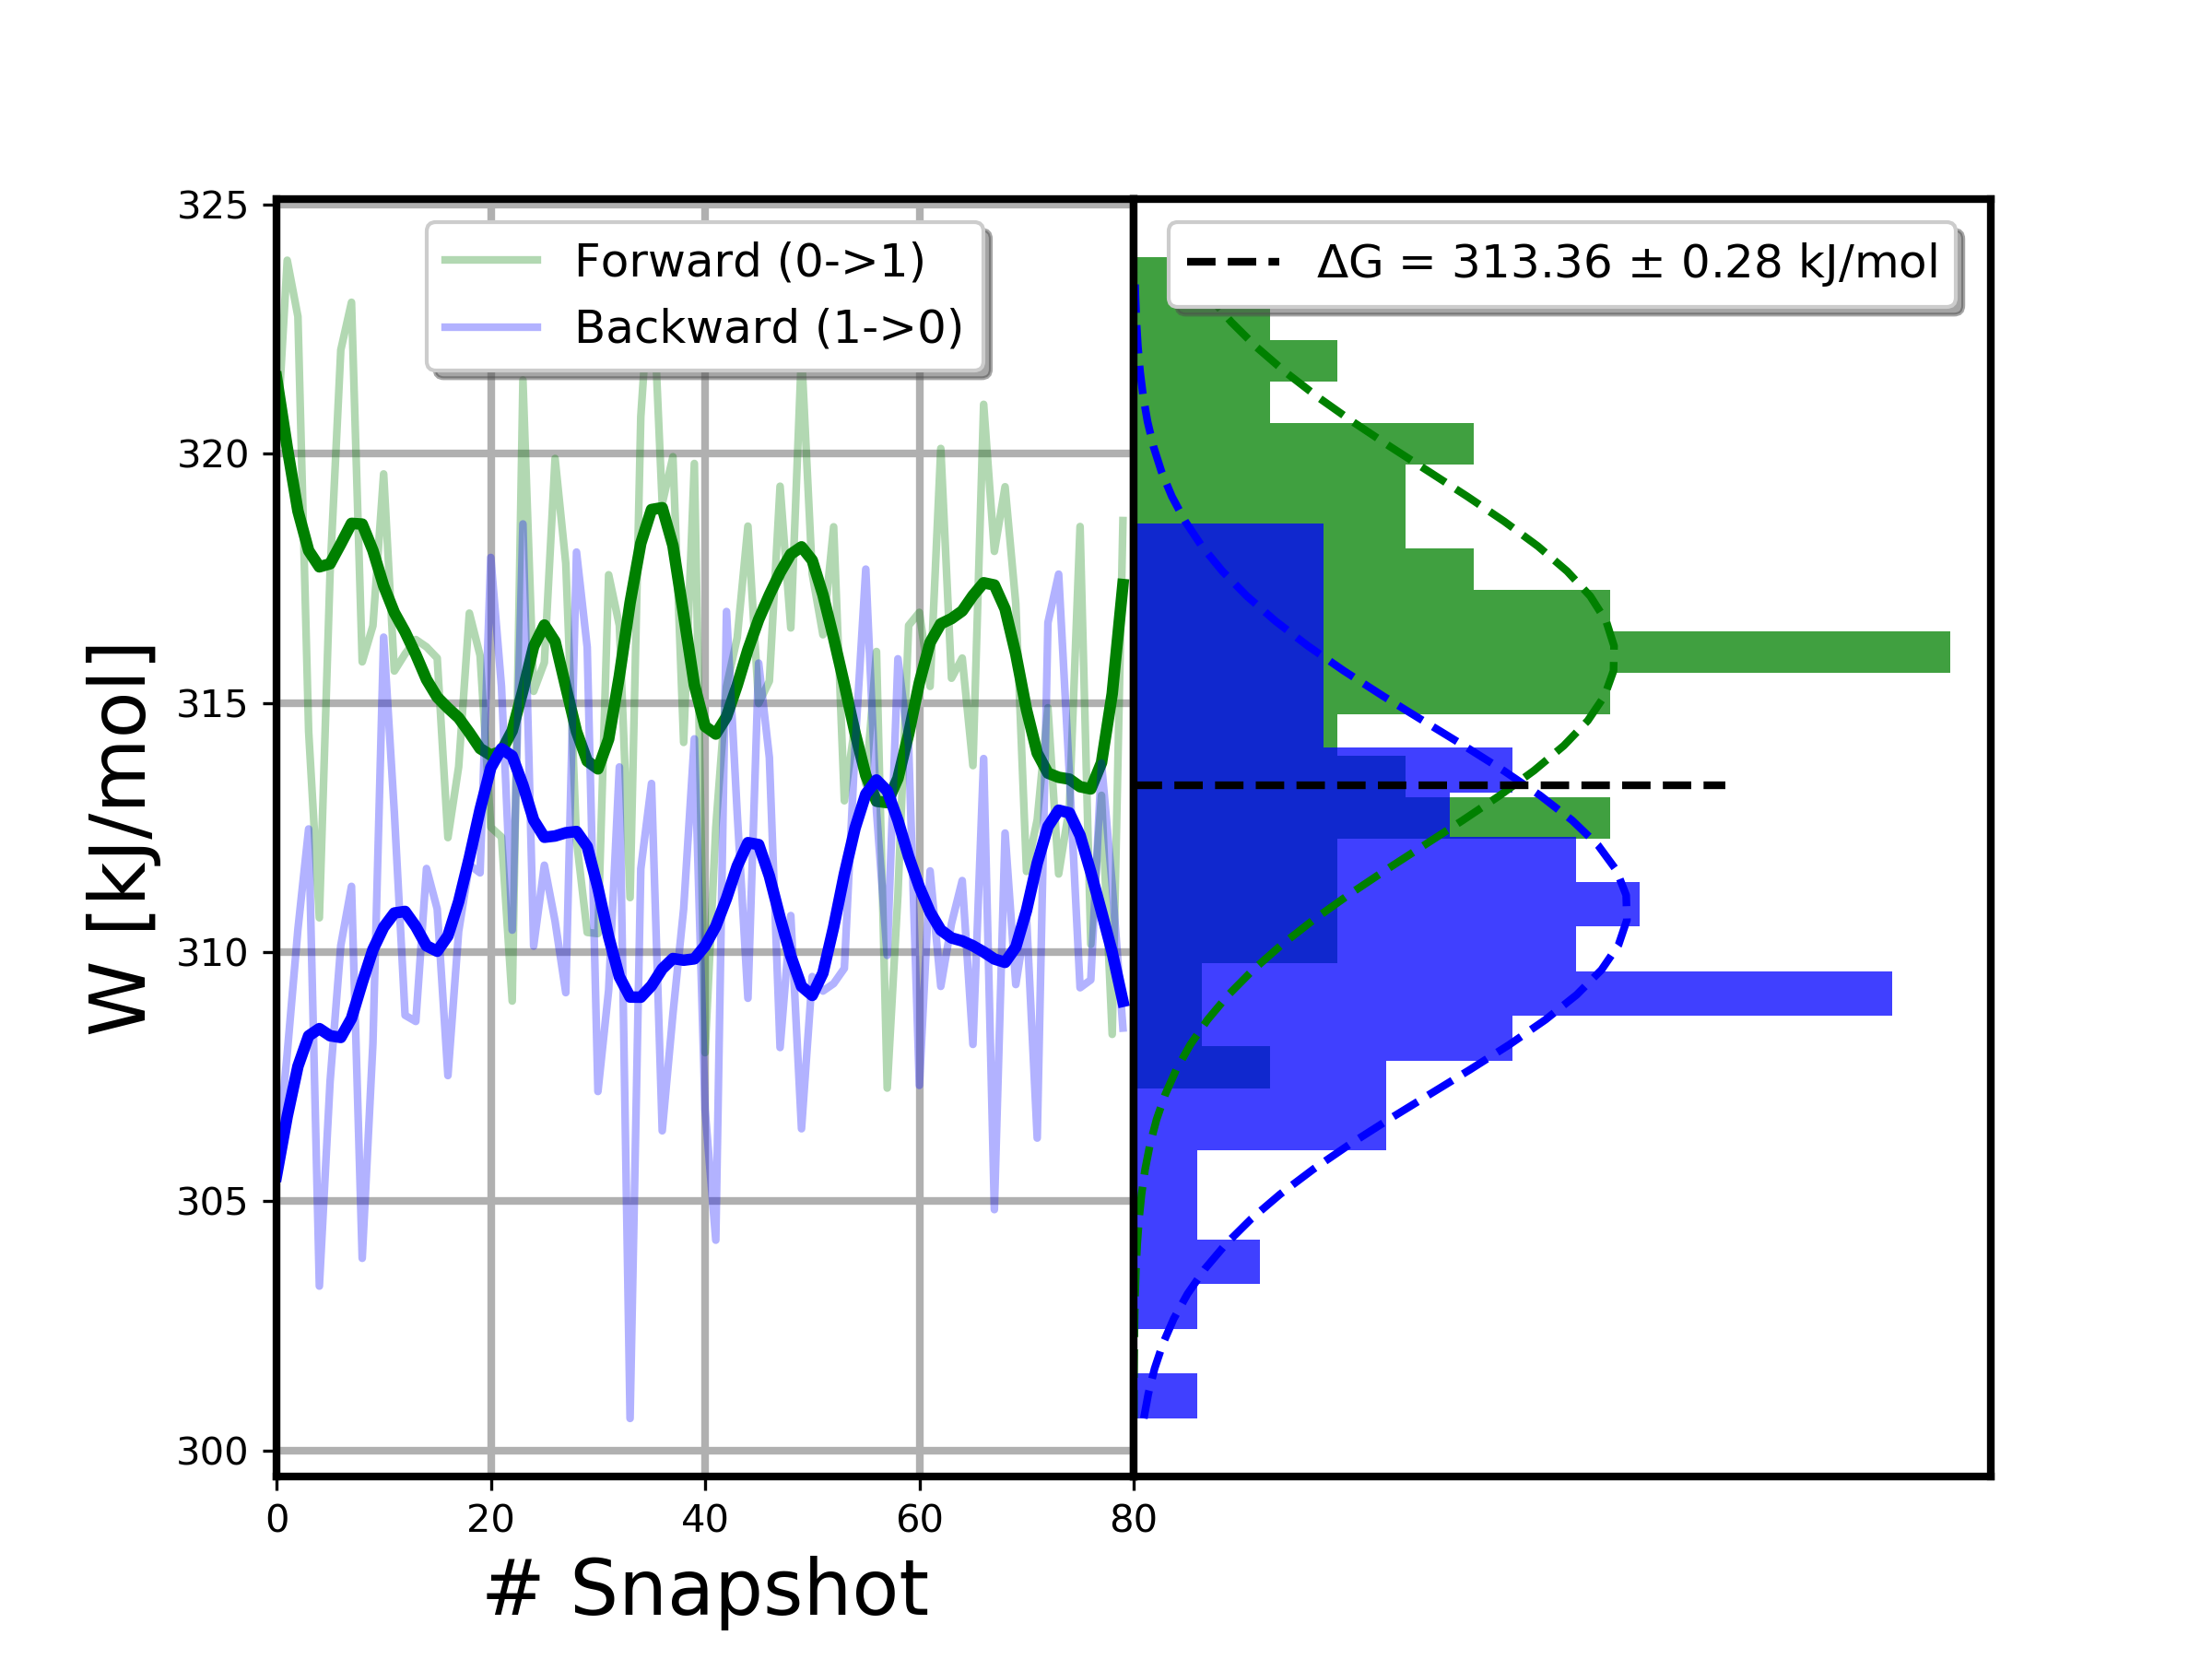 325
320
315
310
305
300
W [kJ/mol]
Forward (0->1)
Backward (1->0)
ΔG = 313.36 ± 0.28 kJ/mol
0
20
40
60
80
# Snapshot